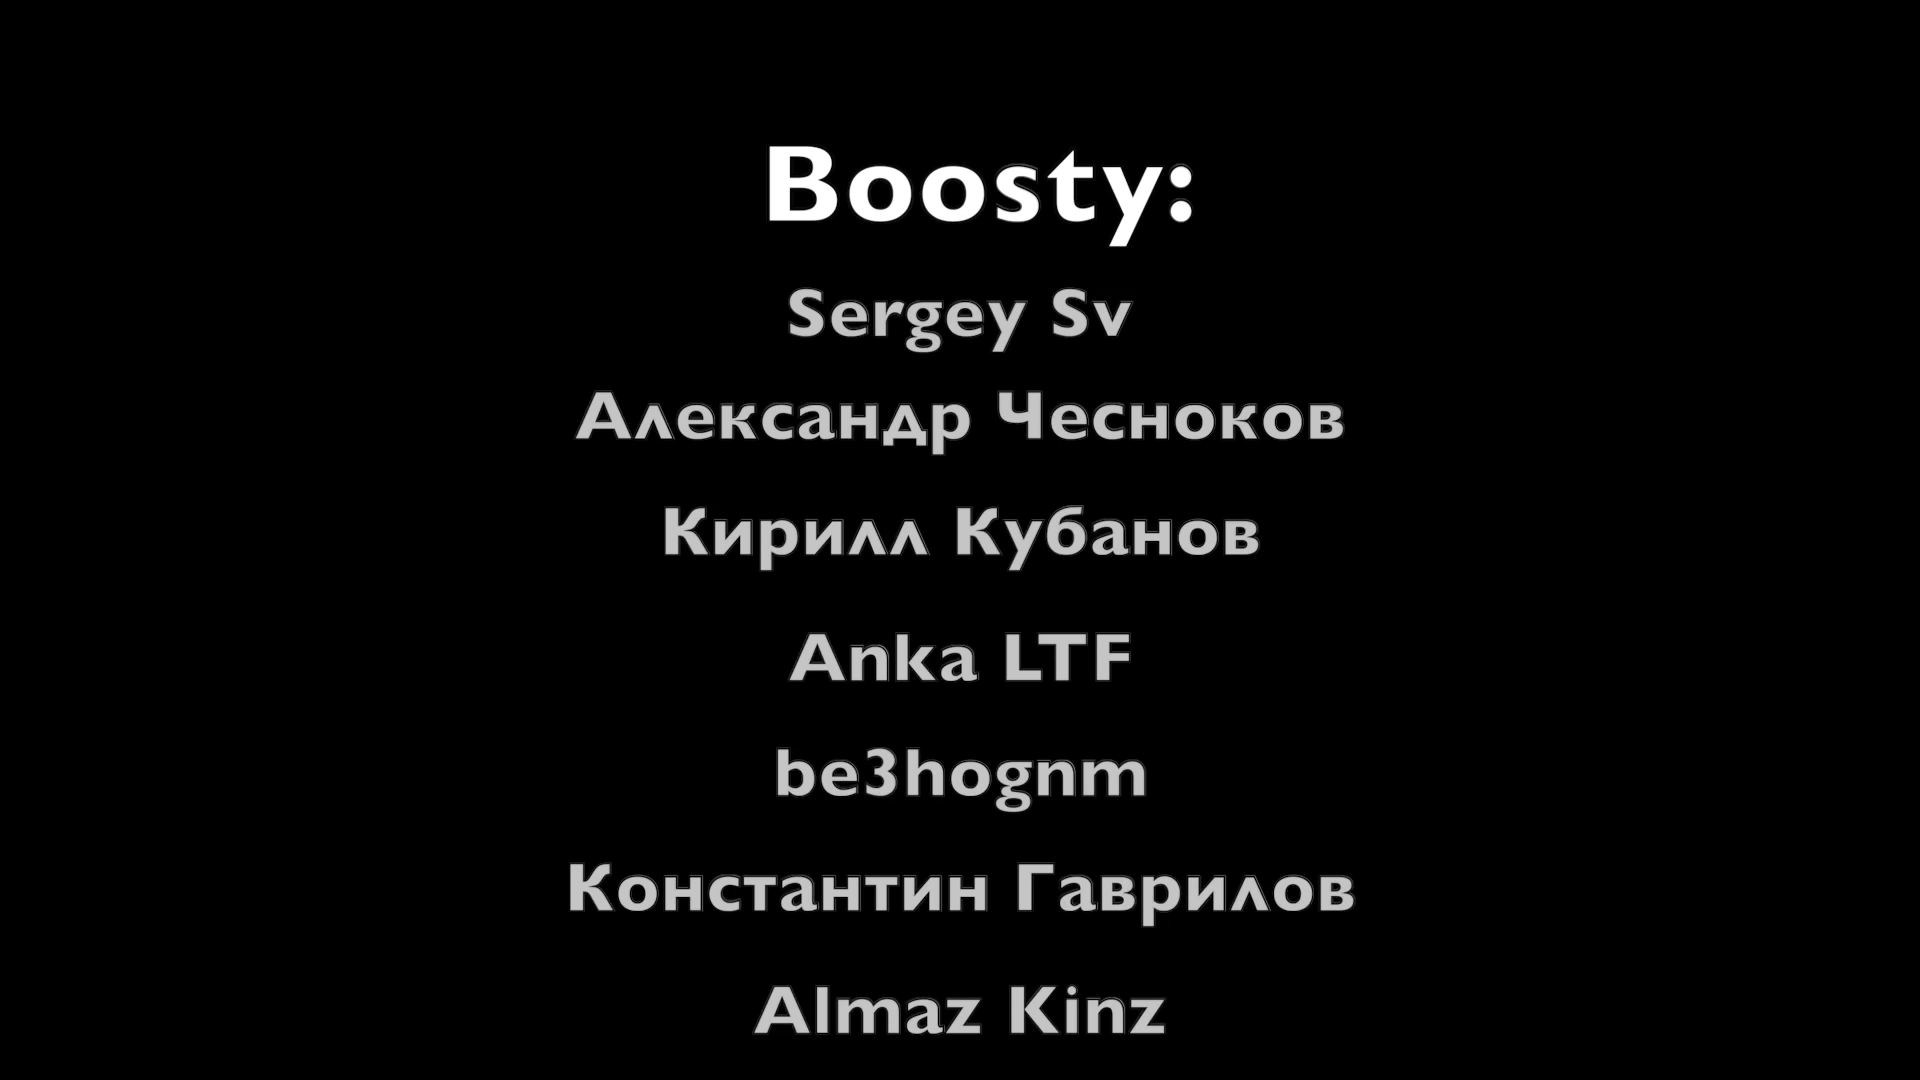 Boosty:
Sergey Sv
Александр Чесноков
Кирилл Кубанов
Anka LTF
be3hognm
Константин Гаврилов
Almaz Kinz